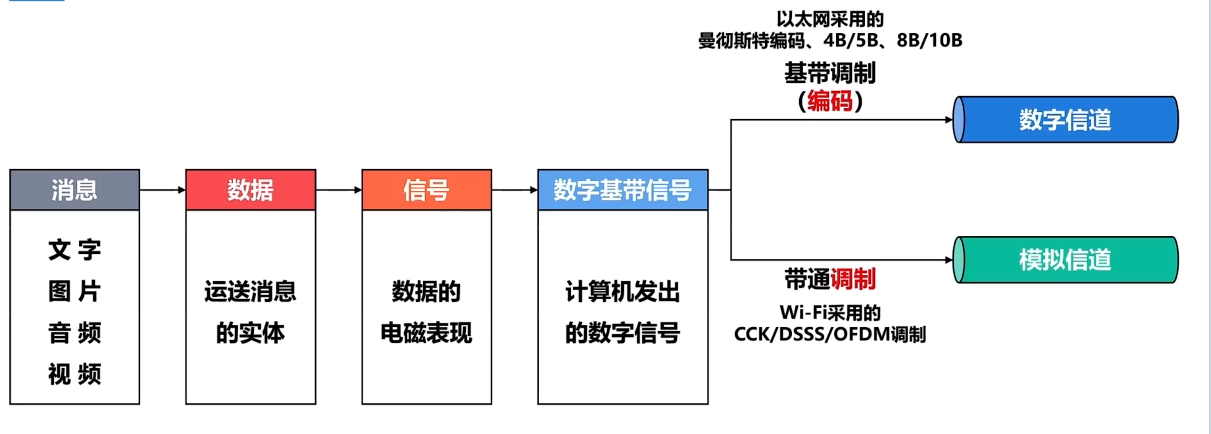 以太网采用的
曼彻斯特编码、4B/5B、8B/10B
基带调制
（编码）
数字信道
消息
数据
信号
数字基带信号
文 字
图 片
音 频
视 频
运送消息
的实体
数据的
电磁表现
计算机发出
的数字信号
模拟信道
带通调制
Wi-Fi采用的
CCK/DSSS/OFDM调制